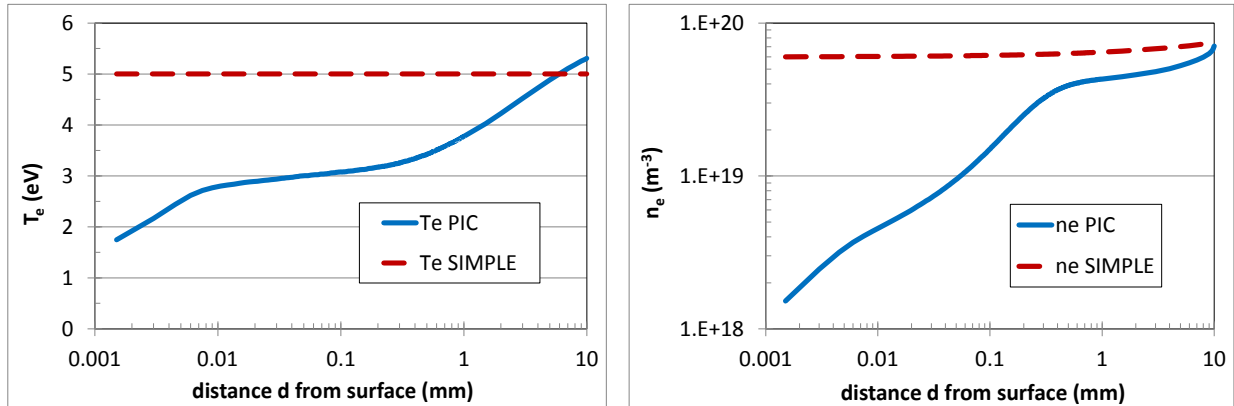 6
5
4
3
2
1
0
T_e (eV)
Te PIC
Te SIMPLE
0.001 0.01 0.1 1 10
distance d from surface (mm)
1.E+20
1.E+19
1.E+18
n_e (m^-3)
ne PIC
ne SIMPLE
0.001 0.01 0.1 1 10
distance d from surface (mm)